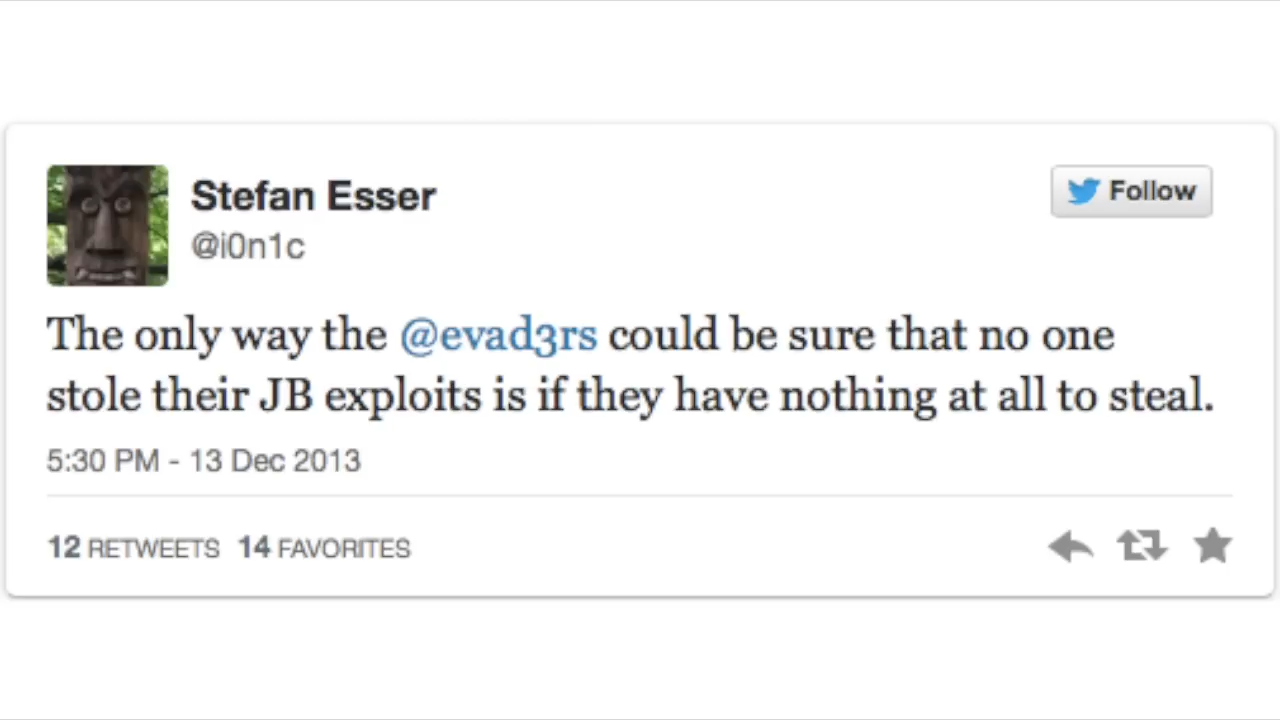 Stefan Esser
@i0n1c
Follow
The only way the @evad3rs could be sure that no one
stole their JB exploits is if they have nothing at all to steal.
5:30 PM - 13 Dec 2013
12 RETWEETS 14 FAVORITES